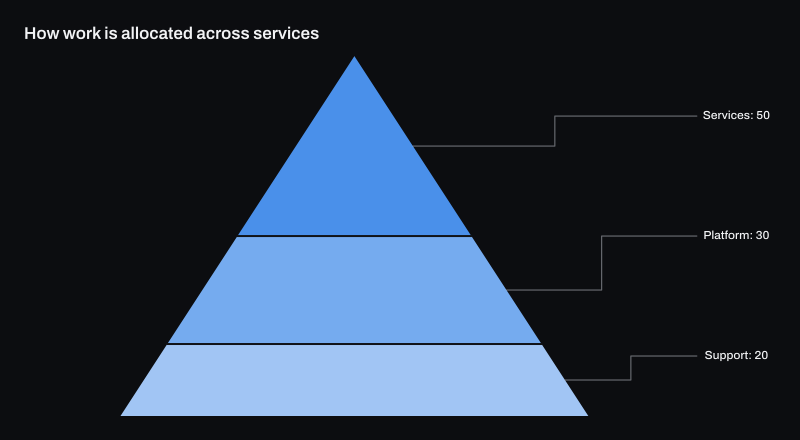 How work is allocated across services
Services: 50
Platform: 30
Support: 20